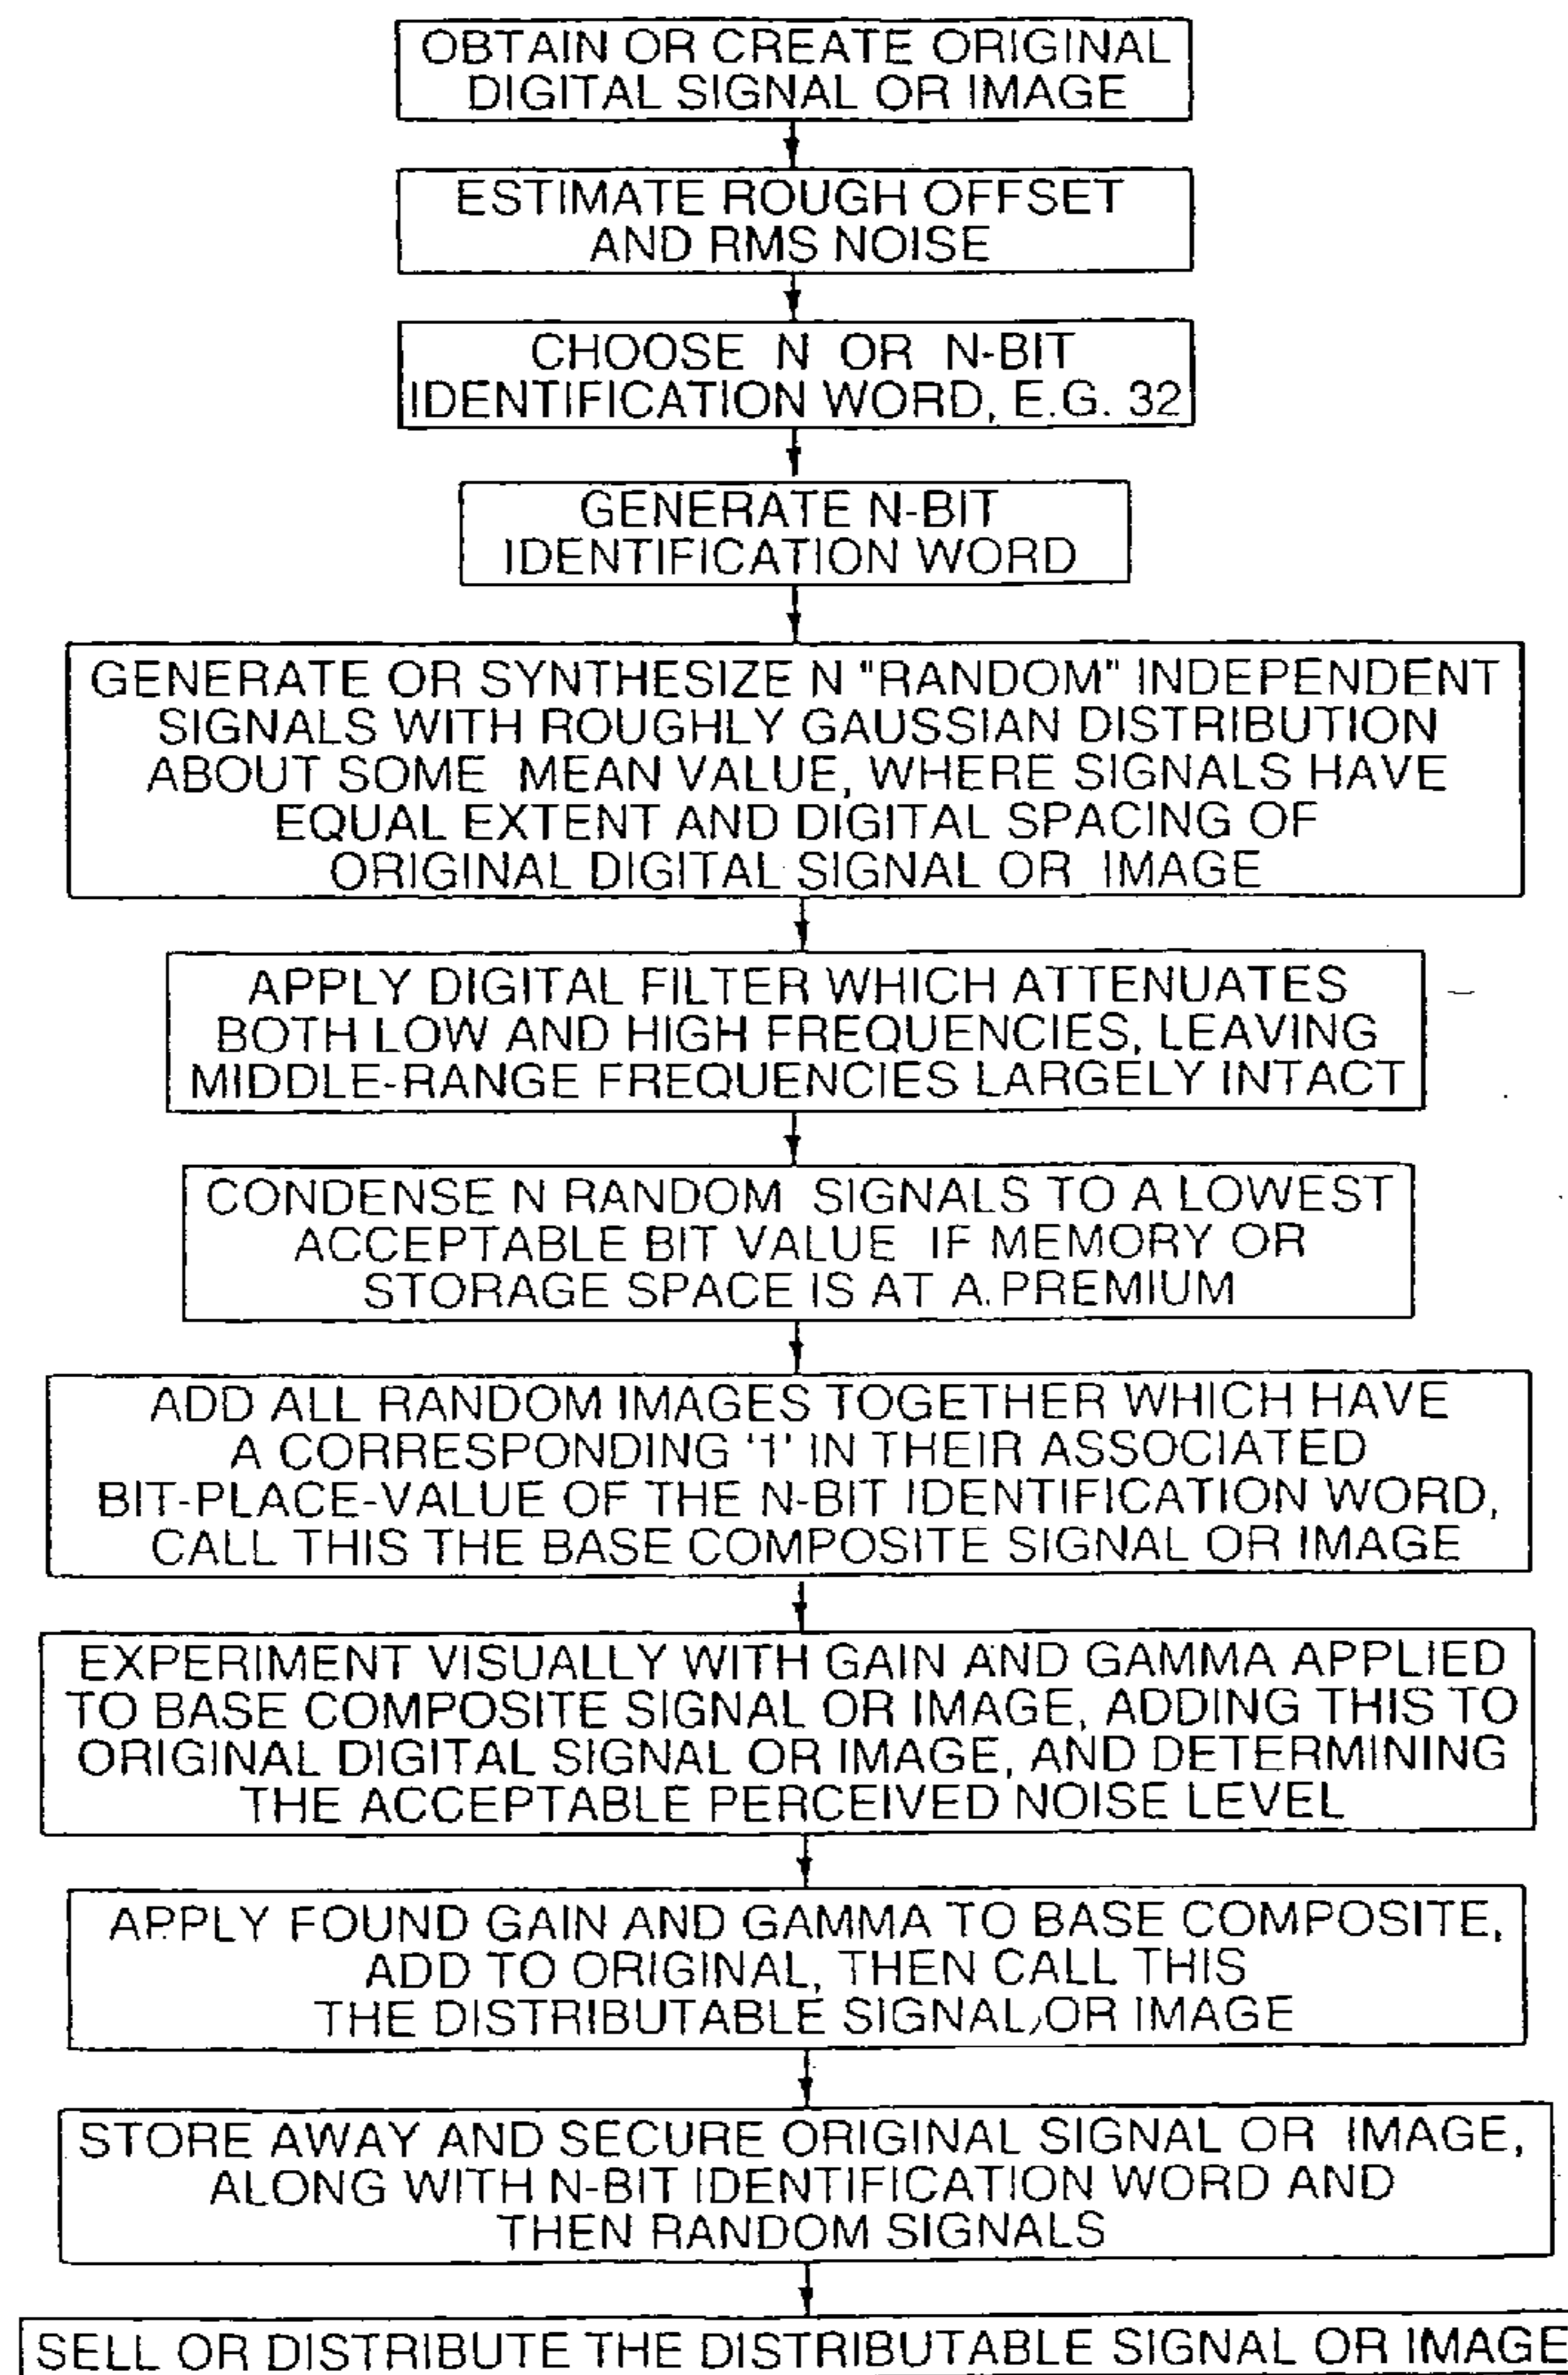 OBTAIN OR CREATE ORIGINAL
DIGITAL SIGNAL OR IMAGE
ESTIMATE ROUGH OFFSET
AND RMS NOISE
CHOOSE N OR N-BIT
IDENTIFICATION WORD, E.G. 32
GENERATE N-BIT
IDENTIFICATION WORD
GENERATE OR SYNTHESIZE N "RANDOM" INDEPENDENT
SIGNALS WITH ROUGHLY GAUSSIAN DISTRIBUTION
ABOUT SOME MEAN VALUE, WHERE SIGNALS HAVE
EQUAL EXTENT AND DIGITAL SPACING OF
ORIGINAL DIGITAL SIGNAL OR IMAGE
APPLY DIGITAL FILTER WHICH ATTENUATES
BOTH LOW AND HIGH FREQUENCIES, LEAVING
MIDDLE-RANGE FREQUENCIES LARGELY INTACT
CONDENSE N RANDOM SIGNALS TO A LOWEST
ACCEPTABLE BIT VALUE IF MEMORY OR
STORAGE SPACE IS AT A PREMIUM
ADD ALL RANDOM IMAGES TOGETHER WHICH HAVE
A CORRESPONDING '1' IN THEIR ASSOCIATED
BIT-PLACE-VALUE OF THE N-BIT IDENTIFICATION WORD,
CALL THIS THE BASE COMPOSITE SIGNAL OR IMAGE
EXPERIMENT VISUALLY WITH GAIN AND GAMMA APPLIED
TO BASE COMPOSITE SIGNAL OR IMAGE, ADDING THIS TO
ORIGINAL DIGITAL SIGNAL OR IMAGE, AND DETERMINING
THE ACCEPTABLE PERCEIVED NOISE LEVEL
APPLY FOUND GAIN AND GAMMA TO BASE COMPOSITE,
ADD TO ORIGINAL, THEN CALL THIS
THE DISTRIBUTABLE SIGNAL, OR IMAGE
STORE AWAY AND SECURE ORIGINAL SIGNAL OR IMAGE,
ALONG WITH N-BIT IDENTIFICATION WORD AND
THEN RANDOM SIGNALS
SELL OR DISTRIBUTE THE DISTRIBUTABLE SIGNAL OR IMAGE